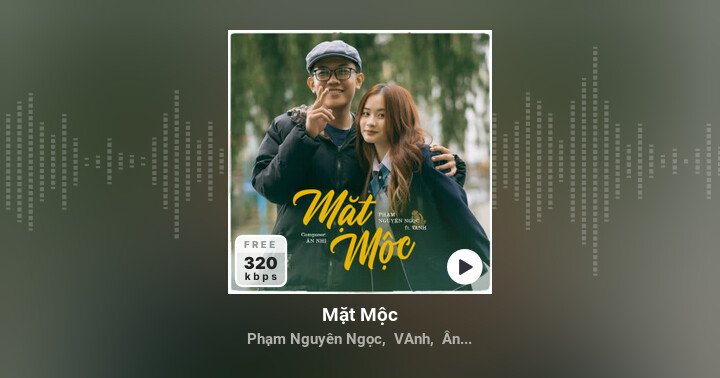 Mặt
Mộc
PHẠM
NGUYÊN NGỌC
ft. VANH
Composer:
ÂN NHI
FREE
320
kbps
Mặt Mộc
Phạm Nguyên Ngọc, VAnh, Ân...